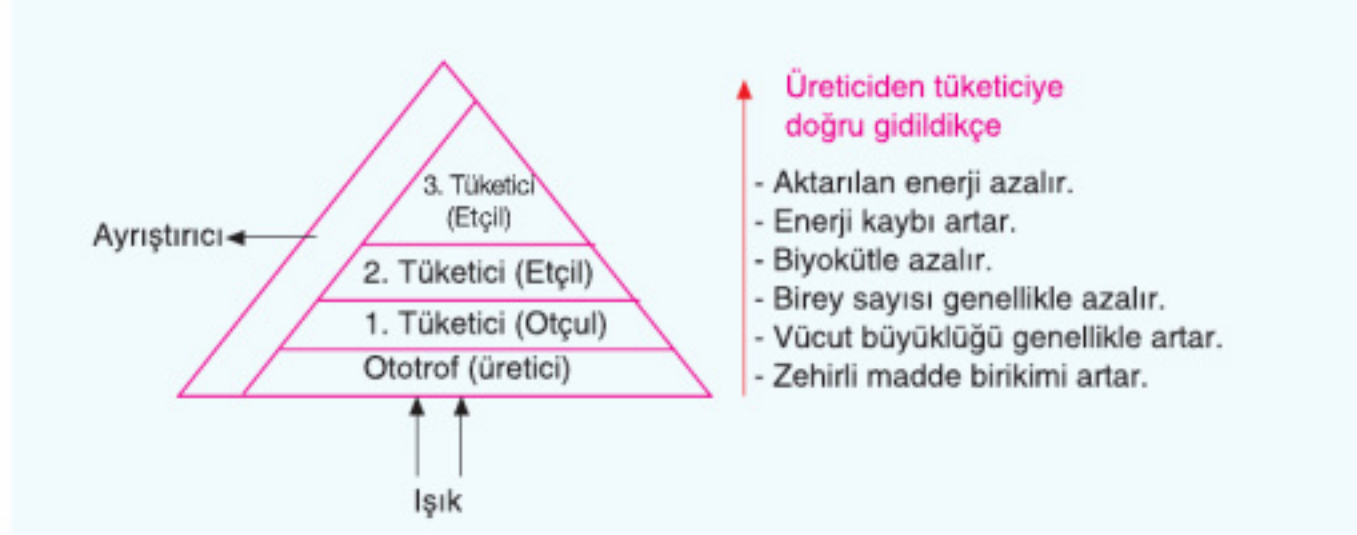 3. Tüketici
(Etçil)
Ayrıştırıcı
2. Tüketici (Etçil)
1. Tüketici (Otçul)
Ototrof (üretici)
Işık
Üreticiden tüketiciye
doğru gidildikçe
- Aktarılan enerji azalır.
- Enerji kaybı artar.
- Biyokütle azalır.
- Birey sayısı genellikle azalır.
- Vücut büyüklüğü genellikle artar.
- Zehirli madde birikimi artar.